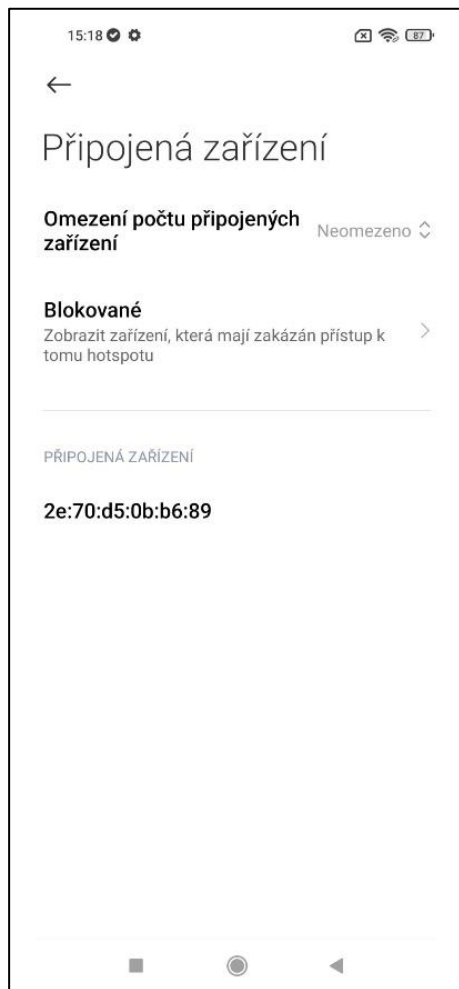 15:18
87
Připojená zařízení
Omezení počtu připojených
zařízení
Neomezeno
Blokované
Zobrazit zařízení, která mají zakázán přístup k
tomu hotspotu
PŘIPOJENÁ ZAŘÍZENÍ
2e:70:d5:0b:b6:89